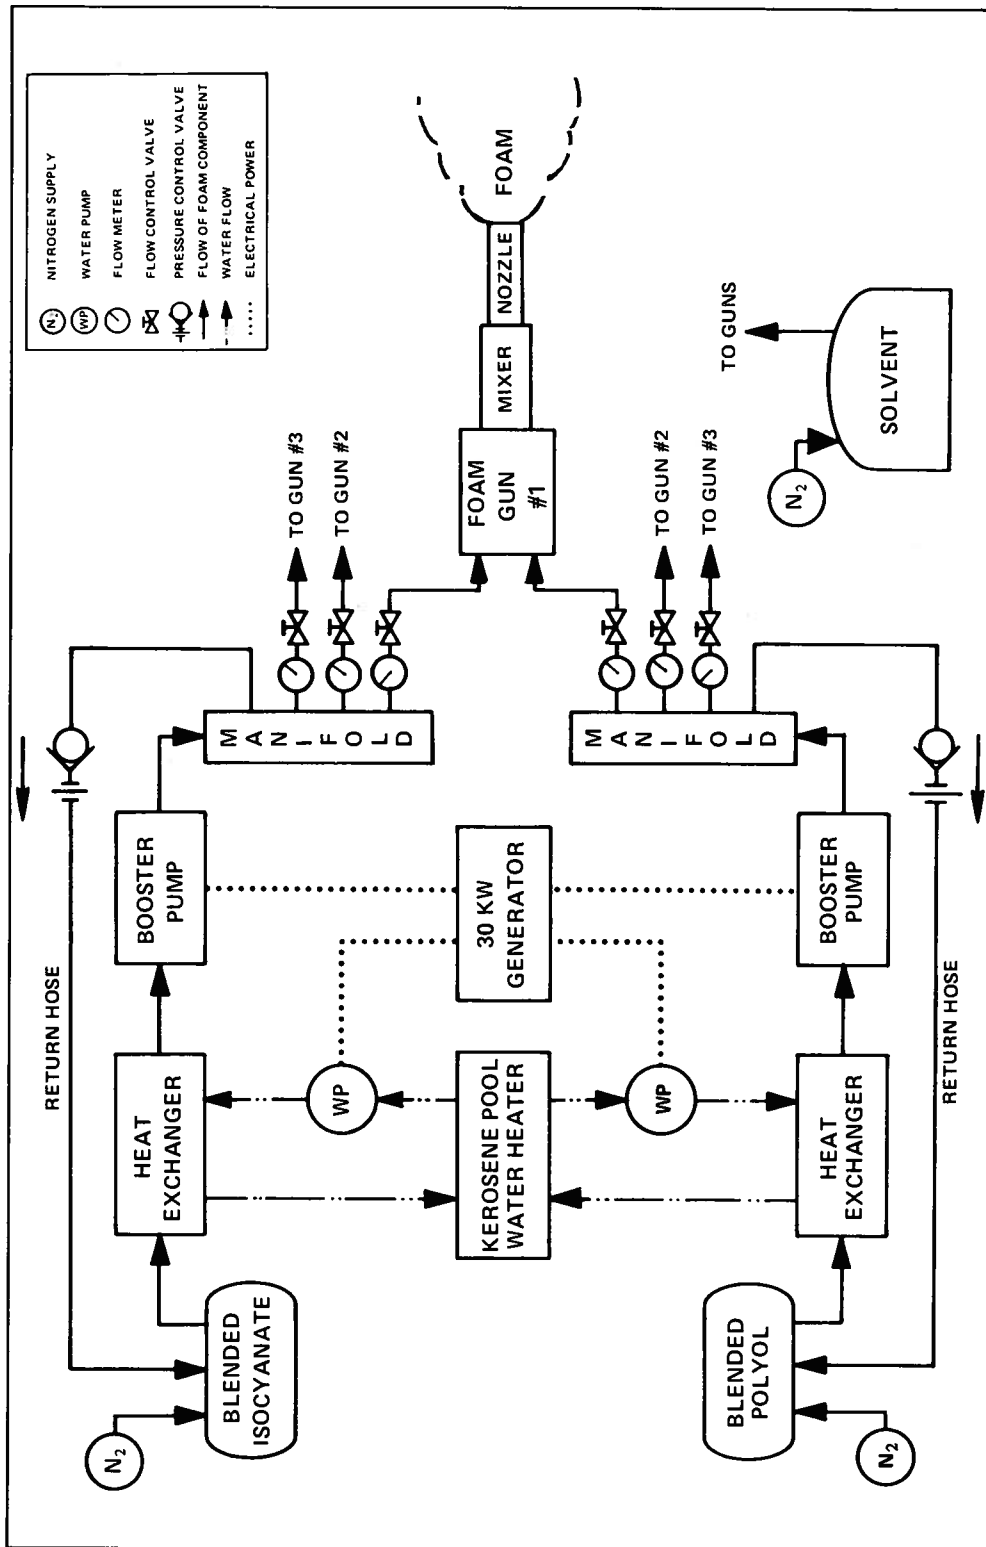 N2 NITROGEN SUPPLY
WP WATER PUMP
FLOW METER
FLOW CONTROL VALVE
PRESSURE CONTROL VALVE
FLOW OF FOAM COMPONENT
WATER FLOW
ELECTRICAL POWER
RETURN HOSE
N2
BLENDED
ISOCYANATE
HEAT
EXCHANGER
BOOSTER
PUMP
MANIFOLD
TO GUN #3
TO GUN #2
WP
KEROSENE POOL
WATER HEATER
30 KW
GENERATOR
WP
FOAM
GUN
#1
MIXER
NOZZLE
FOAM
BLENDED
POLYOL
HEAT
EXCHANGER
BOOSTER
PUMP
MANIFOLD
TO GUN #2
TO GUN #3
N2
RETURN HOSE
N2
TO GUNS
SOLVENT